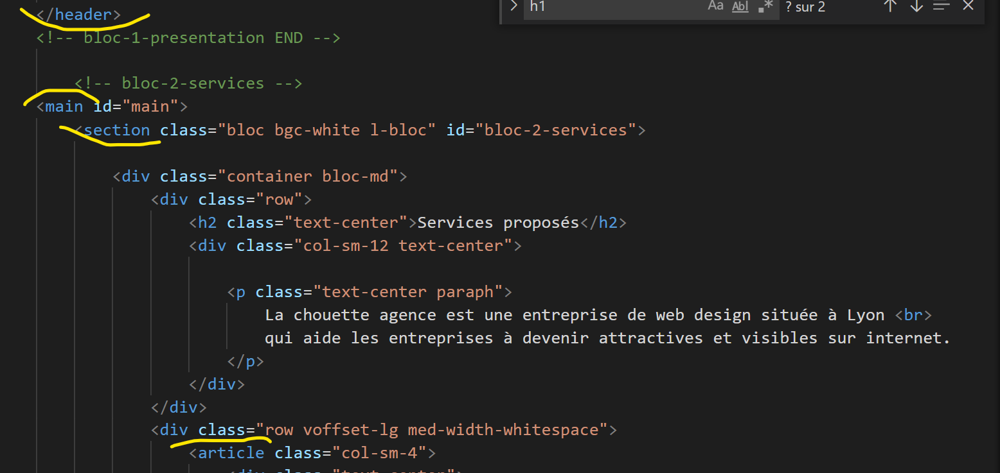 </header>
h1
Aa Abl .* ? sur 2
<!-- bloc-1-presentation END -->
<!-- bloc-2-services -->
<main id="main">
<section class="bloc bgc-white l-bloc" id="bloc-2-services">
<div class="container bloc-md">
<div class="row">
<h2 class="text-center">Services proposés</h2>
<div class="col-sm-12 text-center">
<p class="text-center paraph">
La chouette agence est une entreprise de web design située à Lyon <br>
qui aide les entreprises à devenir attractives et visibles sur internet.
</p>
</div>
</div>
<div class="row voffset-lg med-width-whitespace">
<article class="col-sm-4">
<div class="text-center">